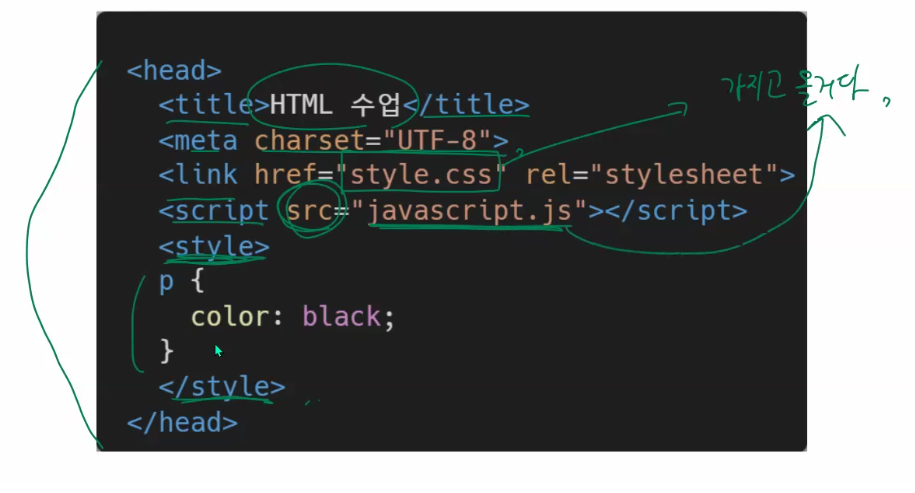 <head>
<title>HTML 수업</title>
<meta charset="UTF-8">
<link href="style.css" rel="stylesheet">
가지고 올거다.
<script src="javascript.js"></script>
<style>
p {
color: black;
}
</style>
</head>